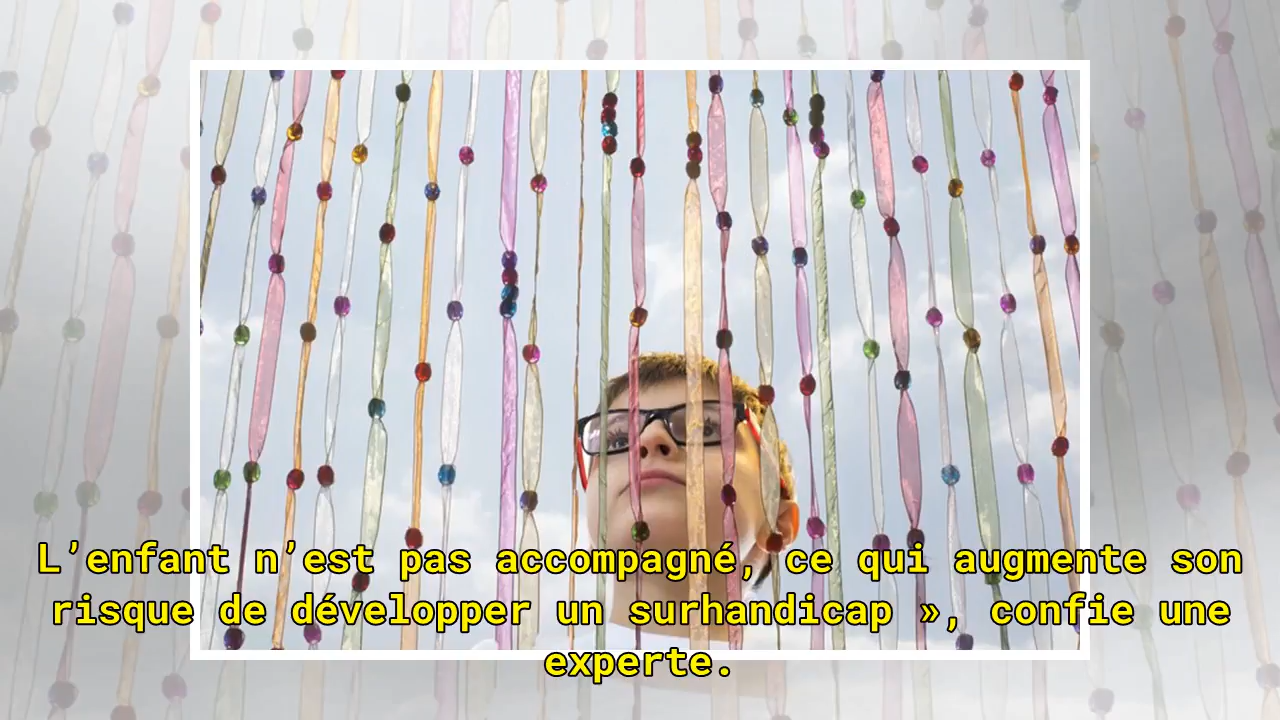 L’enfant n’est pas accompagné, ce qui augmente son
risque de développer un surhandicap », confie une
experte.